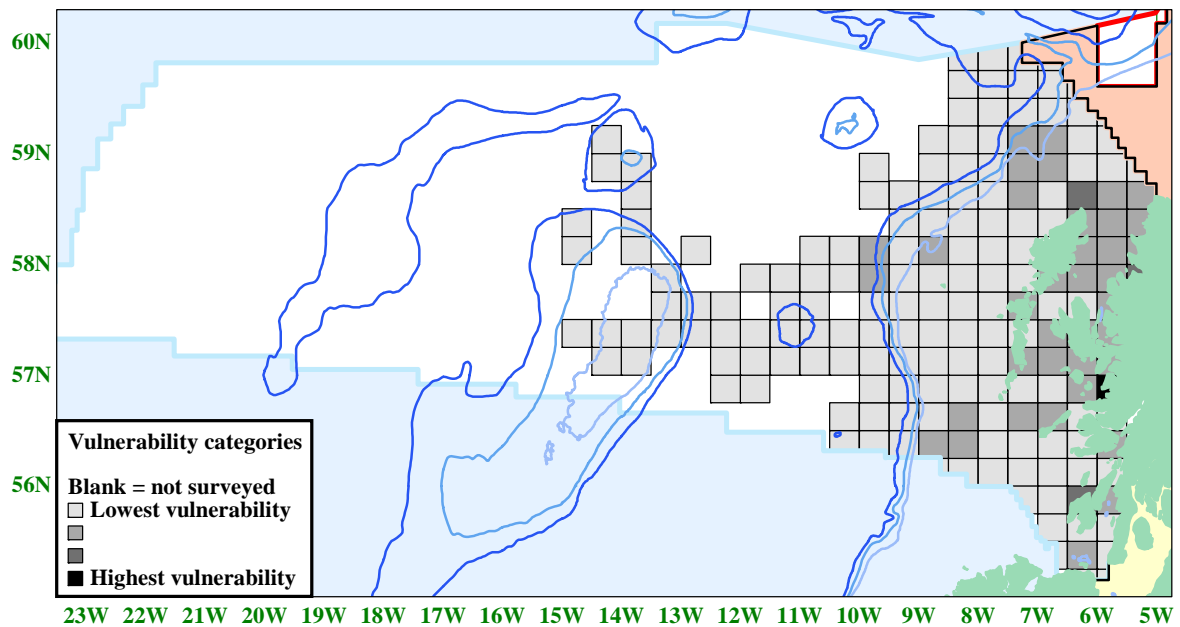 60N
59N
58N
57N
56N
Vulnerability categories
Blank = not surveyed
Lowest vulnerability
Highest vulnerability
23W 22W 21W 20W 19W 18W 17W 16W 15W 14W 13W 12W 11W 10W 9W 8W 7W 6W 5W